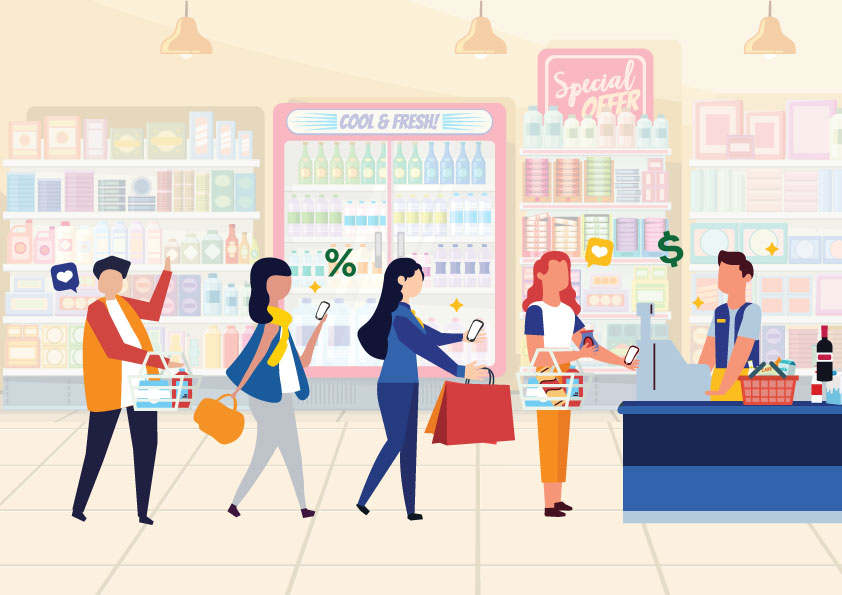 Special
OFFER
COOL & FRESH!
%
$